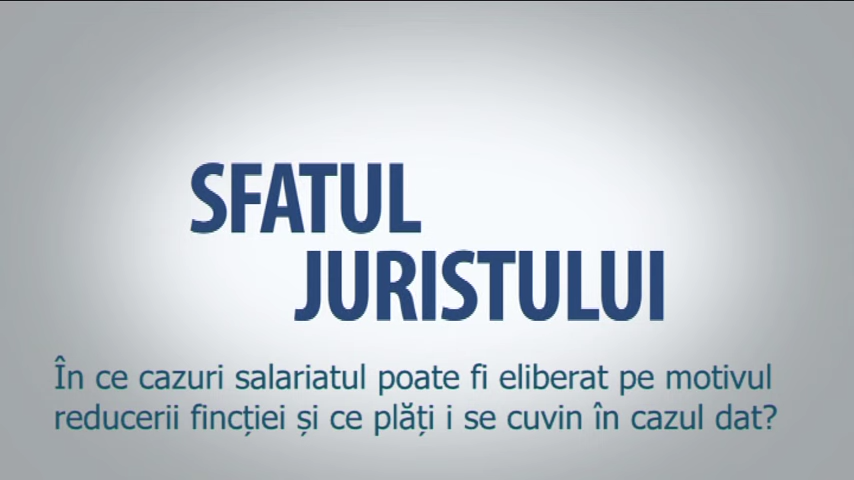 SFATUL
JURISTULUI
În ce cazuri salariatul poate fi eliberat pe motivul
reducerii fincției și ce plăți i se cuvin în cazul dat?